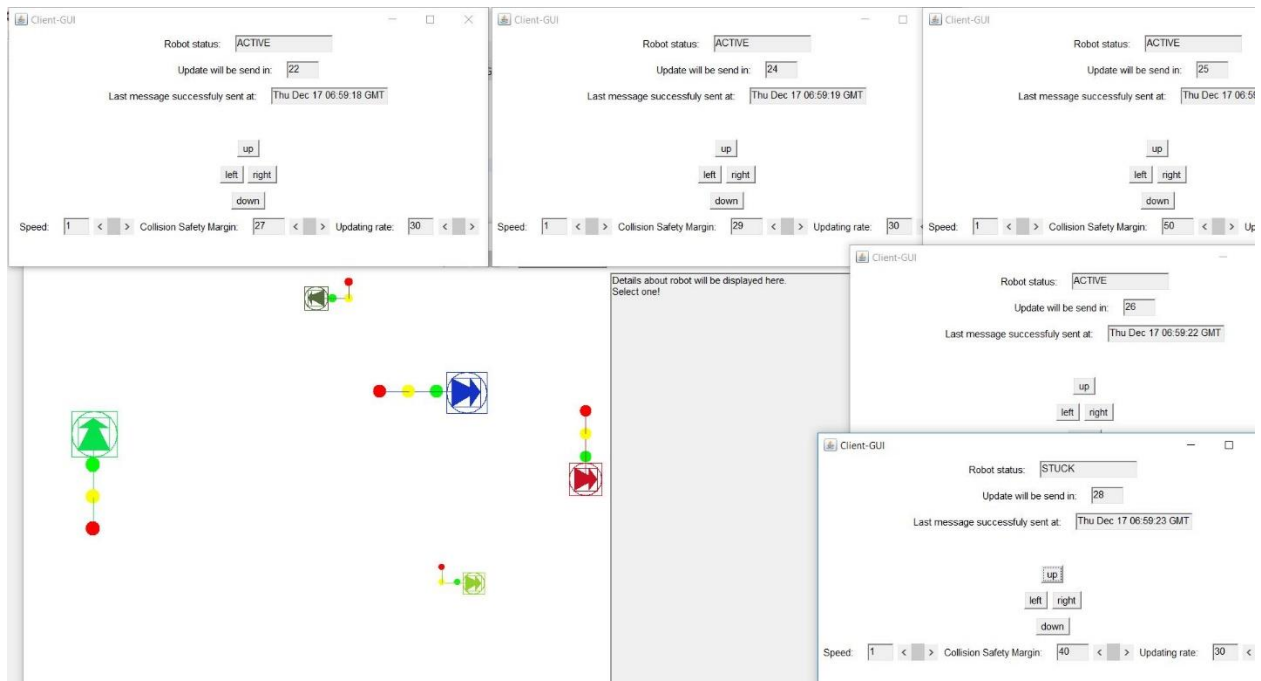 Client-GUI
Robot status: ACTIVE
Update will be send in: 22
Last message successfuly sent at: Thu Dec 17 06:59:18 GMT
up
left right
down
Speed: 1 < > Collision Safety Margin: 27 < > Updating rate: 30 < >
Client-GUI
Robot status: ACTIVE
Update will be send in: 24
Last message successfuly sent at: Thu Dec 17 06:59:19 GMT
up
left right
down
Speed: 1 < > Collision Safety Margin: 29 < > Updating rate: 30
Client-GUI
Robot status: ACTIVE
Update will be send in: 25
Last message successfuly sent at: Thu Dec 17
up
left right
down
Speed: 1 < > Collision Safety Margin: 50 < >
Details about robot will be displayed here.
Select one!
Client-GUI
Robot status: ACTIVE
Update will be send in: 26
Last message successfuly sent at: Thu Dec 17 06:59:22 GMT
up
left right
Client-GUI
Robot status: STUCK
Update will be send in: 28
Last message successfuly sent at: Thu Dec 17 06:59:23 GMT
up
left right
down
Speed: 1 < > Collision Safety Margin: 40 < > Updating rate: 30 <